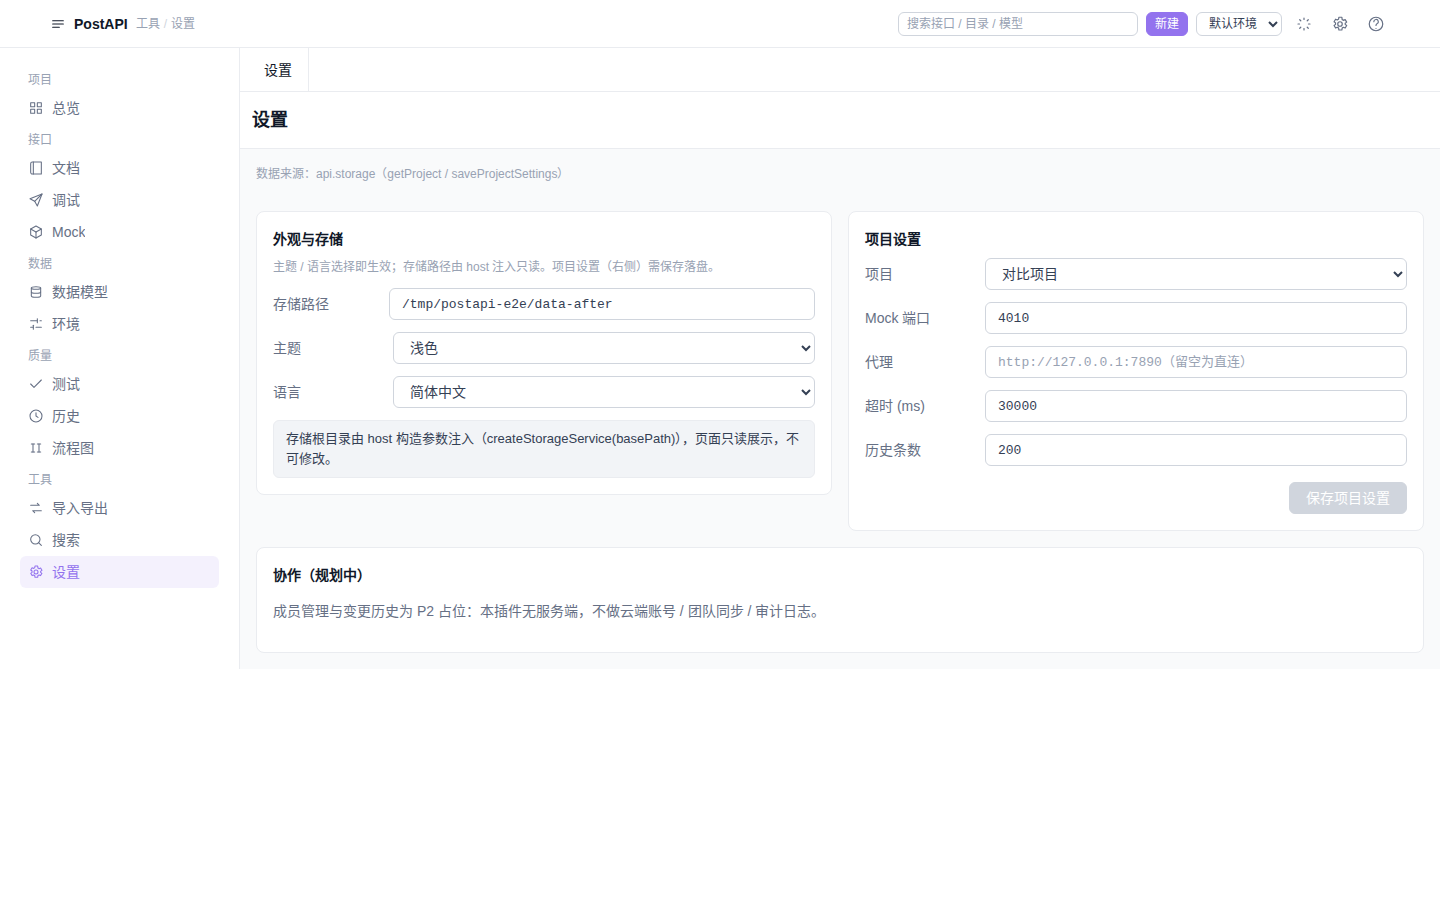 PostAPI 工具 / 设置
搜索接口 / 目录 / 模型
新建
默认环境
项目
总览
接口
文档
调试
Mock
数据
数据模型
环境
质量
测试
历史
流程图
工具
导入导出
搜索
设置
设置
设置
数据来源：api.storage（getProject / saveProjectSettings）
外观与存储
主题 / 语言选择即生效；存储路径由 host 注入只读。项目设置（右侧）需保存落盘。
存储路径
/tmp/postapi-e2e/data-after
主题
浅色
语言
简体中文
存储根目录由 host 构造参数注入（createStorageService(basePath)），页面只读展示，不
可修改。
项目设置
项目
对比项目
Mock 端口
4010
代理
http://127.0.0.1:7890（留空为直连）
超时 (ms)
30000
历史条数
200
保存项目设置
协作（规划中）
成员管理与变更历史为 P2 占位：本插件无服务端，不做云端账号 / 团队同步 / 审计日志。